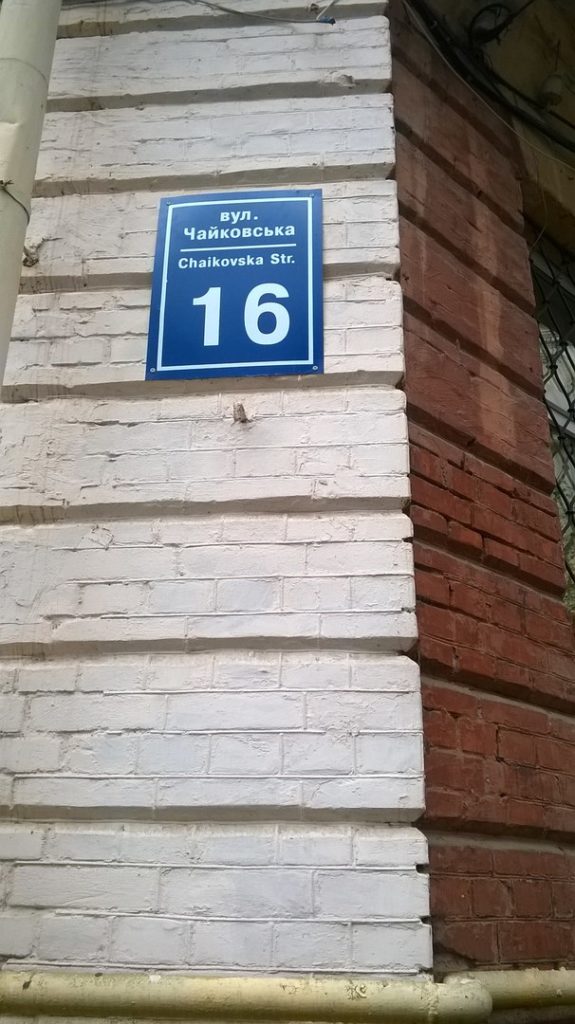 вул.
Чайковська
Chaikovska Str.
16